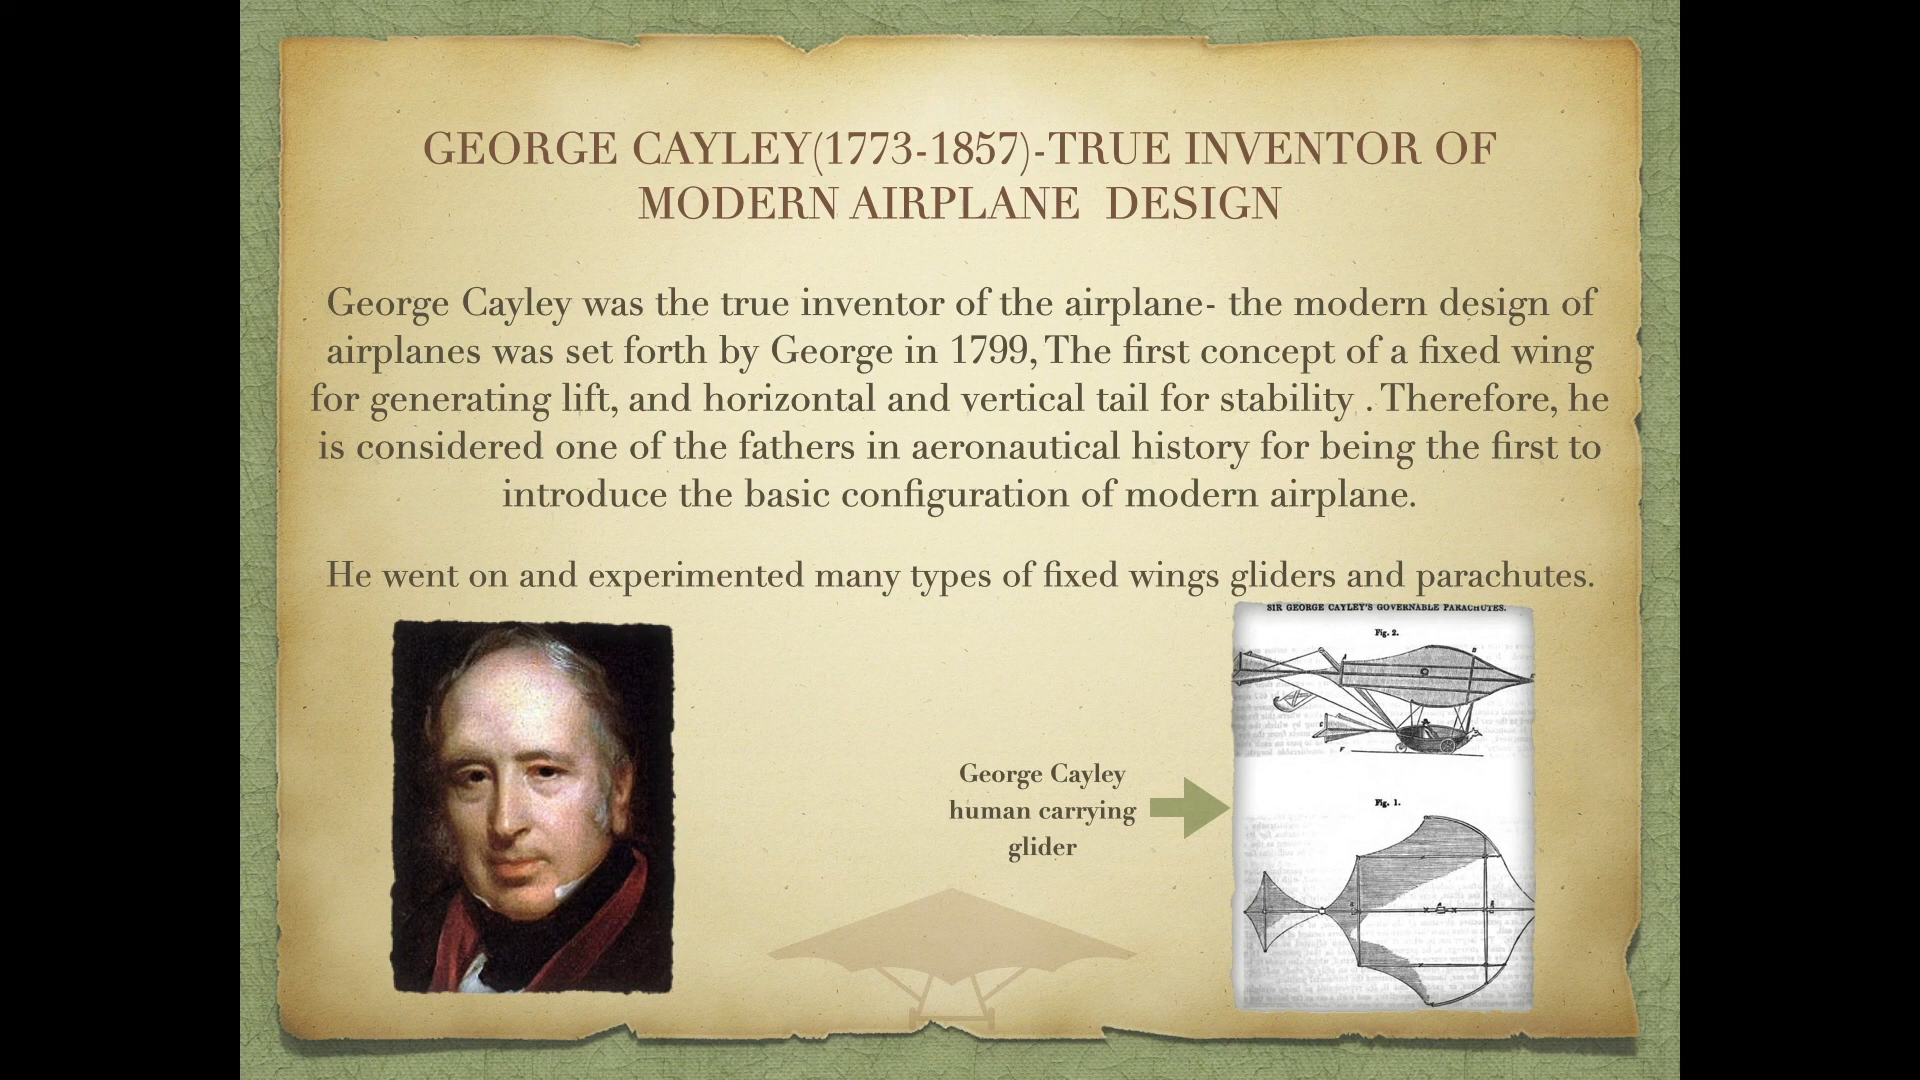 GEORGE CAYLEY(1773-1857)-TRUE INVENTOR OF
MODERN AIRPLANE DESIGN
George Cayley was the true inventor of the airplane- the modern design of
airplanes was set forth by George in 1799, The first concept of a fixed wing
for generating lift, and horizontal and vertical tail for stability . Therefore, he
is considered one of the fathers in aeronautical history for being the first to
introduce the basic configuration of modern airplane.
He went on and experimented many types of fixed wings gliders and parachutes.
George Cayley
human carrying
glider
SIR GEORGE CAYLEY'S GOVERNABLE PARACHUTES.
Fig. 2.
Fig. 1.